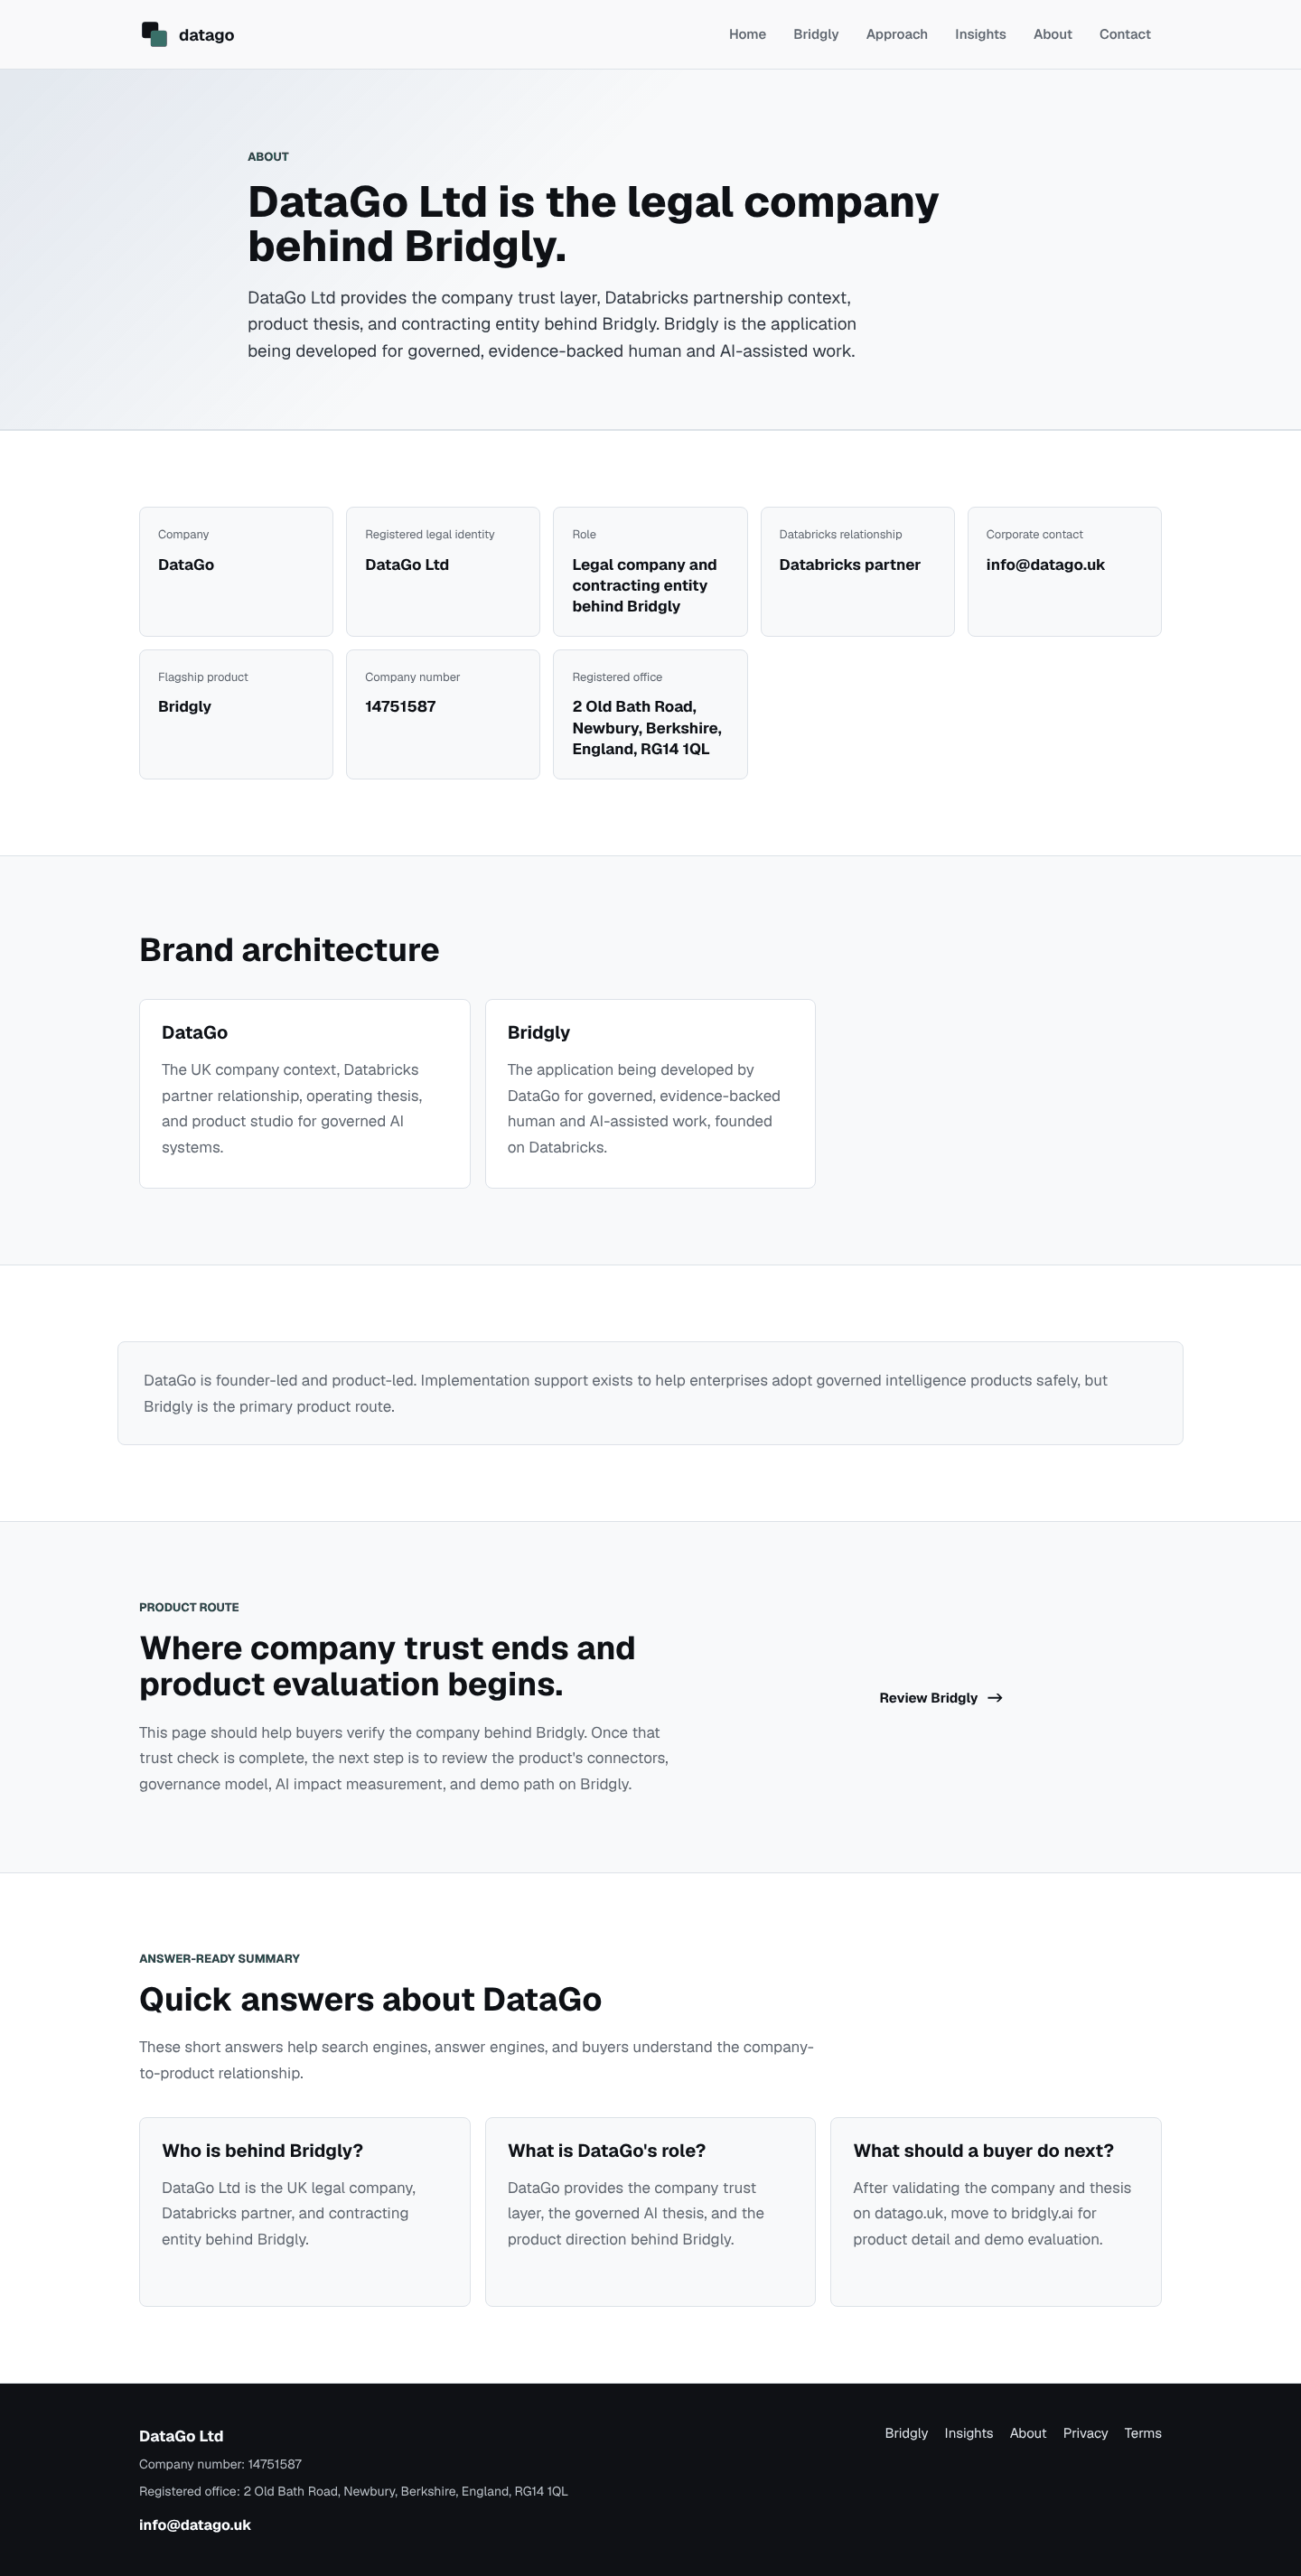 datago
Home Bridgly Approach Insights About Contact
ABOUT
DataGo Ltd is the legal company
behind Bridgly.
DataGo Ltd provides the company trust layer, Databricks partnership context,
product thesis, and contracting entity behind Bridgly. Bridgly is the application
being developed for governed, evidence-backed human and AI-assisted work.
Company
DataGo
Registered legal identity
DataGo Ltd
Role
Legal company and
contracting entity
behind Bridgly
Databricks relationship
Databricks partner
Corporate contact
info@datago.uk
Flagship product
Bridgly
Company number
14751587
Registered office
2 Old Bath Road,
Newbury, Berkshire,
England, RG14 1QL
Brand architecture
DataGo
The UK company context, Databricks
partner relationship, operating thesis,
and product studio for governed AI
systems.
Bridgly
The application being developed by
DataGo for governed, evidence-backed
human and AI-assisted work, founded
on Databricks.
DataGo is founder-led and product-led. Implementation support exists to help enterprises adopt governed intelligence products safely, but
Bridgly is the primary product route.
PRODUCT ROUTE
Where company trust ends and
product evaluation begins.
This page should help buyers verify the company behind Bridgly. Once that
trust check is complete, the next step is to review the product's connectors,
governance model, AI impact measurement, and demo path on Bridgly.
Review Bridgly →
ANSWER-READY SUMMARY
Quick answers about DataGo
These short answers help search engines, answer engines, and buyers understand the company-
to-product relationship.
Who is behind Bridgly?
DataGo Ltd is the UK legal company,
Databricks partner, and contracting
entity behind Bridgly.
What is DataGo's role?
DataGo provides the company trust
layer, the governed AI thesis, and the
product direction behind Bridgly.
What should a buyer do next?
After validating the company and thesis
on datago.uk, move to bridgly.ai for
product detail and demo evaluation.
DataGo Ltd
Company number: 14751587
Registered office: 2 Old Bath Road, Newbury, Berkshire, England, RG14 1QL
info@datago.uk
Bridgly Insights About Privacy Terms